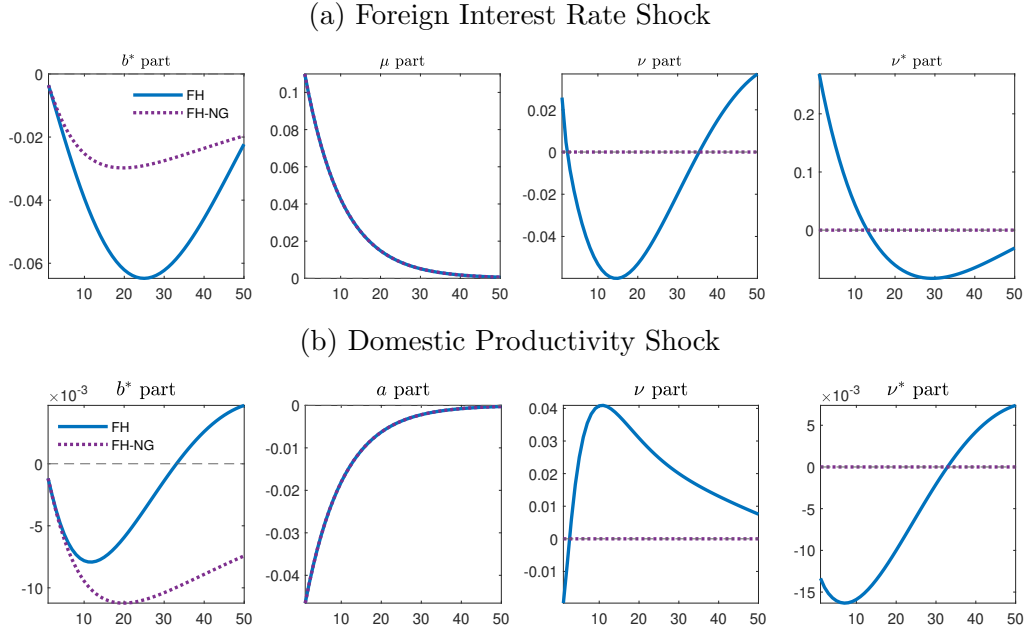 (a) Foreign Interest Rate Shock
b* part
μ part
ν part
ν* part
FH
FH-NG
0
-0.02
-0.04
-0.06
10 20 30 40 50
0.1
0.08
0.06
0.04
0.02
0
10 20 30 40 50
0.02
0
-0.02
-0.04
10 20 30 40 50
0.2
0.1
0
10 20 30 40 50
(b) Domestic Productivity Shock
×10⁻³ b* part
a part
ν part
×10⁻³ ν* part
FH
FH-NG
0
-5
-10
10 20 30 40 50
0
-0.01
-0.02
-0.03
-0.04
10 20 30 40 50
0.04
0.03
0.02
0.01
0
-0.01
10 20 30 40 50
5
0
-5
-10
-15
10 20 30 40 50